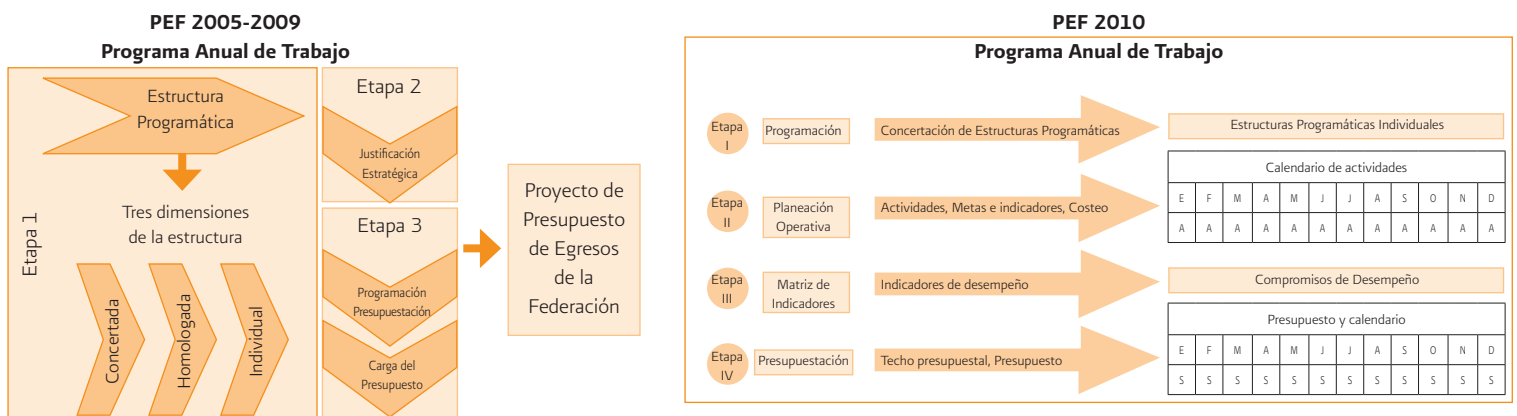 PEF 2005-2009
Programa Anual de Trabajo
Etapa 1
Estructura
Programática
Tres dimensiones
de la estructura
Concertada
Homologada
Individual
Etapa 2
Justificación
Estratégica
Etapa 3
Programación
Presupuestación
Carga del
Presupuesto
Proyecto de
Presupuesto
de Egresos
de la
Federación
PEF 2010
Programa Anual de Trabajo
Etapa
I
Programación
Concertación de Estructuras Programáticas
Estructuras Programáticas Individuales
Etapa
II
Planeación
Operativa
Actividades, Metas e indicadores, Costeo
Calendario de actividades
E F M A M J J A S O N D
A A A A A A A A A A A A
Etapa
III
Matriz de
Indicadores
Indicadores de desempeño
Compromisos de Desempeño
Etapa
IV
Presupuestación
Techo presupuestal, Presupuesto
Presupuesto y calendario
E F M A M J J A S O N D
S S S S S S S S S S S S